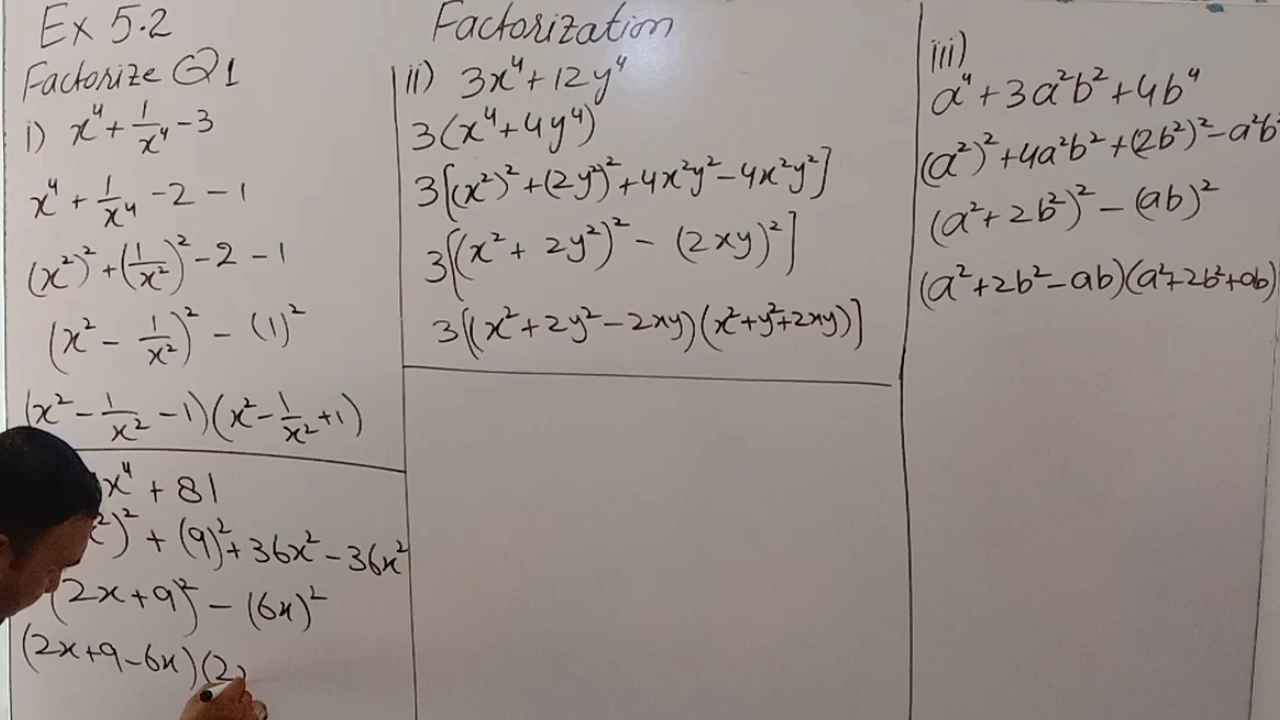 Ex 5.2
Factorize Q1
i) x⁴ + 1/x⁴ - 3
x⁴ + 1/x⁴ - 2 - 1
(x²)² + (1/x²)² - 2 - 1
(x² - 1/x²)² - (1)²
(x² - 1/x² - 1)(x² - 1/x² + 1)
x⁴ + 81
²)² + (9)² + 36x² - 36x²
(2x + 9)² - (6x)²
(2x + 9 - 6x)(2
Factorization
ii) 3x⁴ + 12y⁴
3(x⁴ + 4y⁴)
3[(x²)² + (2y²)² + 4x²y² - 4x²y²]
3[(x² + 2y²)² - (2xy)²]
3[(x² + 2y² - 2xy)(x² + y² + 2xy)]
iii)
a⁴ + 3a²b² + 4b⁴
(a²)² + 4a²b² + (2b²)² - a²b²
(a² + 2b²)² - (ab)²
(a² + 2b² - ab)(a² + 2b² + ab)